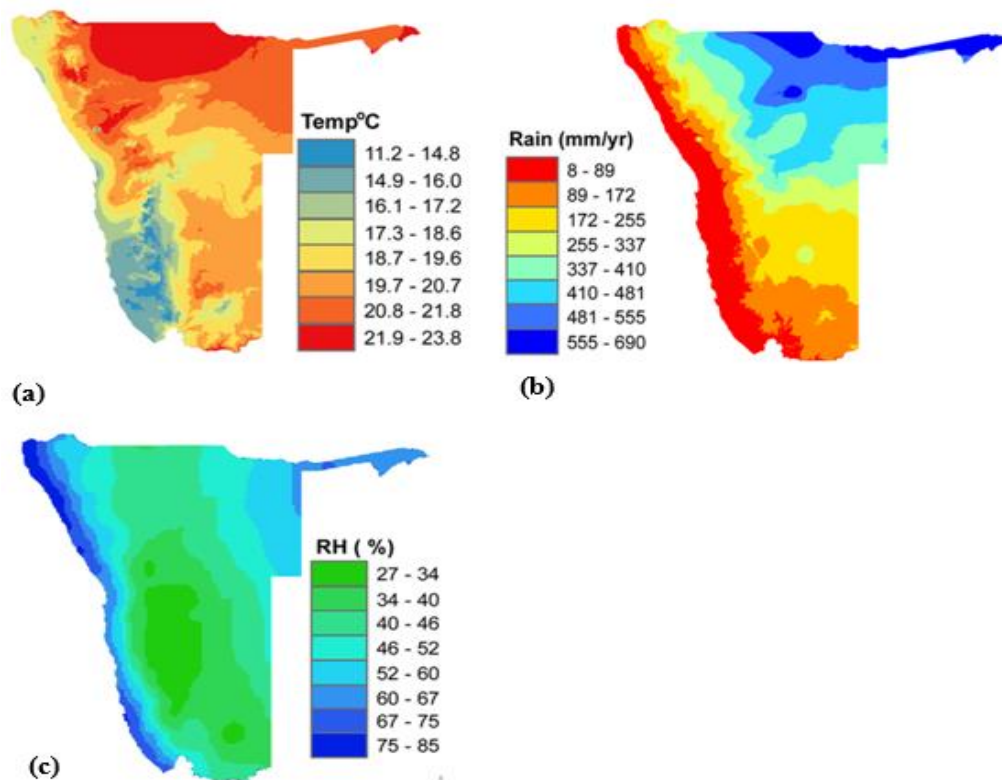 Temp°C
11.2 - 14.8
14.9 - 16.0
16.1 - 17.2
17.3 - 18.6
18.7 - 19.6
19.7 - 20.7
20.8 - 21.8
21.9 - 23.8
(a)
Rain (mm/yr)
8 - 89
89 - 172
172 - 255
255 - 337
337 - 410
410 - 481
481 - 555
555 - 690
(b)
RH ( %)
27 - 34
34 - 40
40 - 46
46 - 52
52 - 60
60 - 67
67 - 75
75 - 85
(c)